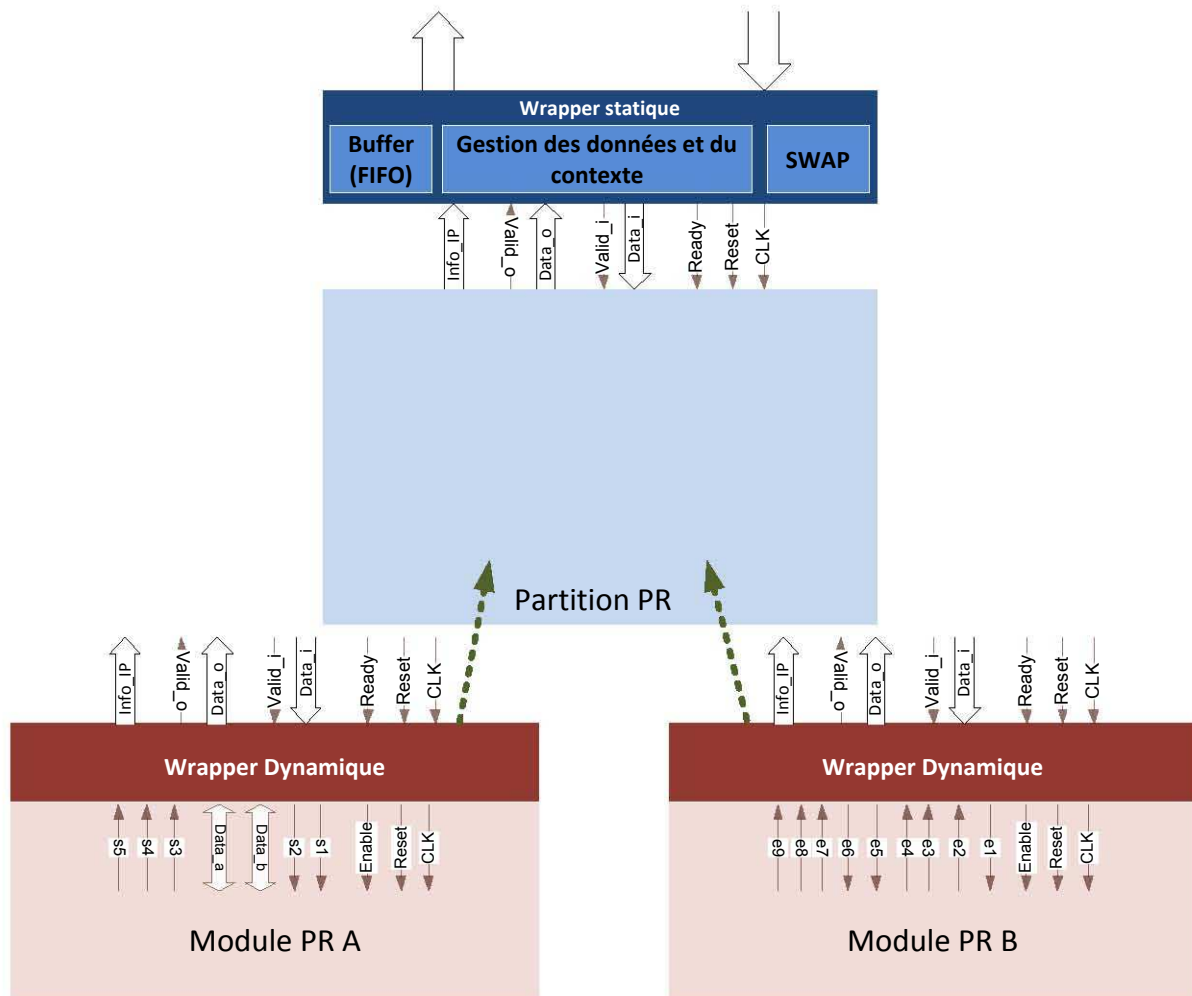 Wrapper statique
Buffer
(FIFO)
Gestion des données et du
contexte
SWAP
Info_IP
Valid_o
Data_o
Valid_i
Data_i
Ready
Reset
CLK
Partition PR
Info_IP
Valid_o
Data_o
Valid_i
Data_i
Ready
Reset
CLK
Wrapper Dynamique
s5
s4
s3
Data_a
Data_b
s2
s1
Enable
Reset
CLK
Module PR A
Info_IP
Valid_o
Data_o
Valid_i
Data_i
Ready
Reset
CLK
Wrapper Dynamique
e9
e8
e7
e6
e5
e4
e3
e2
e1
Enable
Reset
CLK
Module PR B